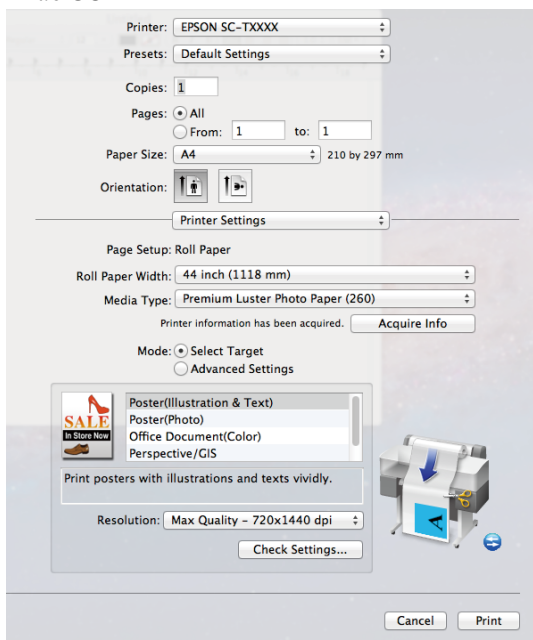 Printer: EPSON SC-TXXXX
Presets: Default Settings
Copies: 1
Pages: All
From: 1 to: 1
Paper Size: A4 210 by 297 mm
Orientation:
Printer Settings
Page Setup: Roll Paper
Roll Paper Width: 44 inch (1118 mm)
Media Type: Premium Luster Photo Paper (260)
Printer information has been acquired. Acquire Info
Mode: Select Target
Advanced Settings
SALE
In Store Now
Poster(Illustration & Text)
Poster(Photo)
Office Document(Color)
Perspective/GIS
Print posters with illustrations and texts vividly.
A
Resolution: Max Quality - 720x1440 dpi
Check Settings...
Cancel Print